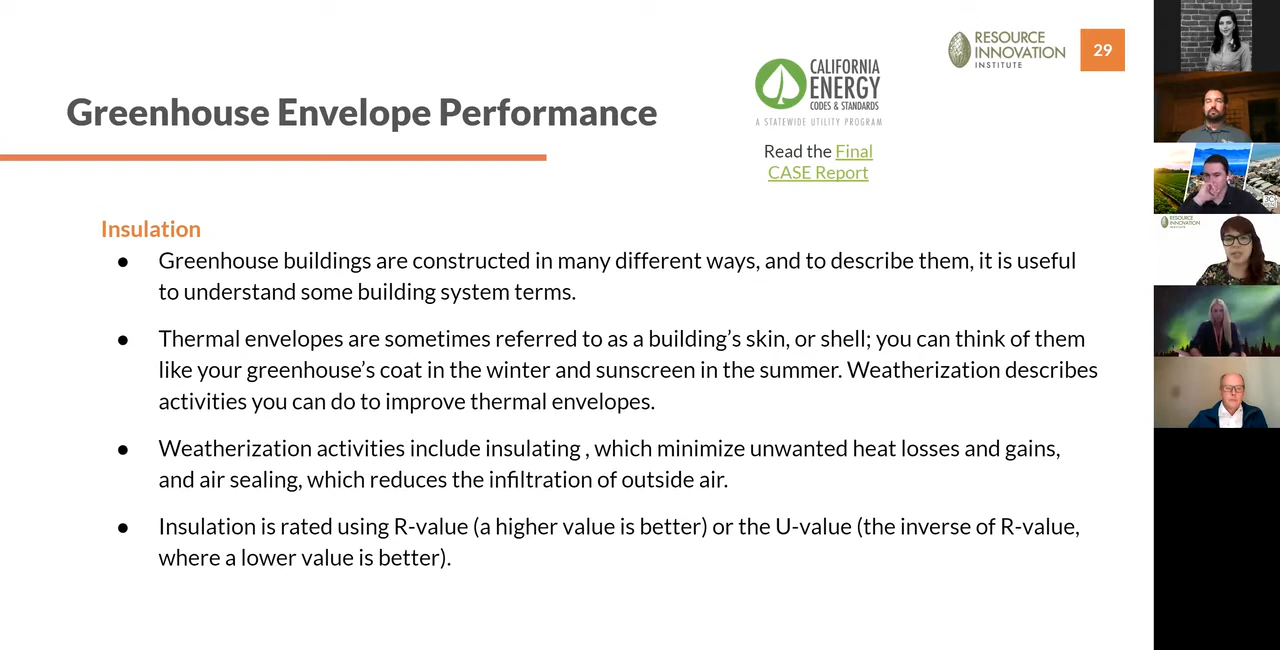 RESOURCE
INNOVATION
INSTITUTE
29
CALIFORNIA
ENERGY
CODES & STANDARDS
A STATEWIDE UTILITY PROGRAM
Greenhouse Envelope Performance
Read the Final
CASE Report
Insulation
● Greenhouse buildings are constructed in many different ways, and to describe them, it is useful
to understand some building system terms.
● Thermal envelopes are sometimes referred to as a building’s skin, or shell; you can think of them
like your greenhouse’s coat in the winter and sunscreen in the summer. Weatherization describes
activities you can do to improve thermal envelopes.
● Weatherization activities include insulating , which minimize unwanted heat losses and gains,
and air sealing, which reduces the infiltration of outside air.
● Insulation is rated using R-value (a higher value is better) or the U-value (the inverse of R-value,
where a lower value is better).
RESOURCE
INNOVATION
INSTITUTE